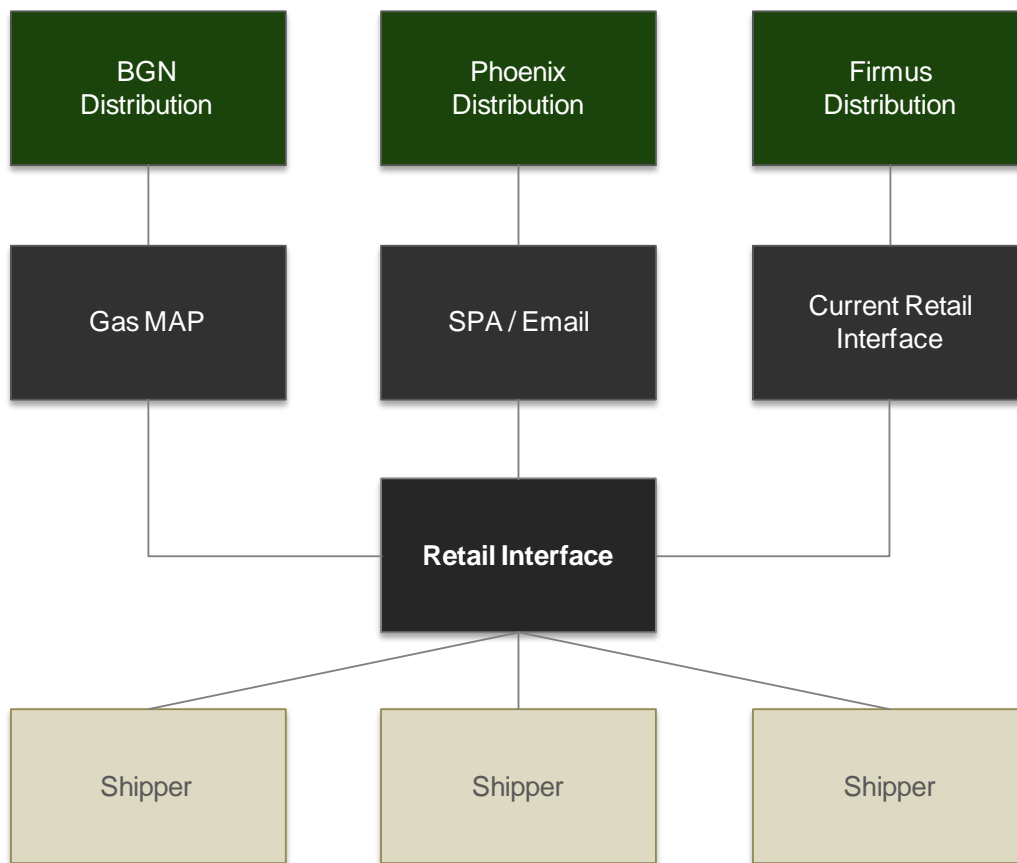 BGN
Distribution
Phoenix
Distribution
Firmus
Distribution
Gas MAP
SPA / Email
Current Retail
Interface
Retail Interface
Shipper
Shipper
Shipper